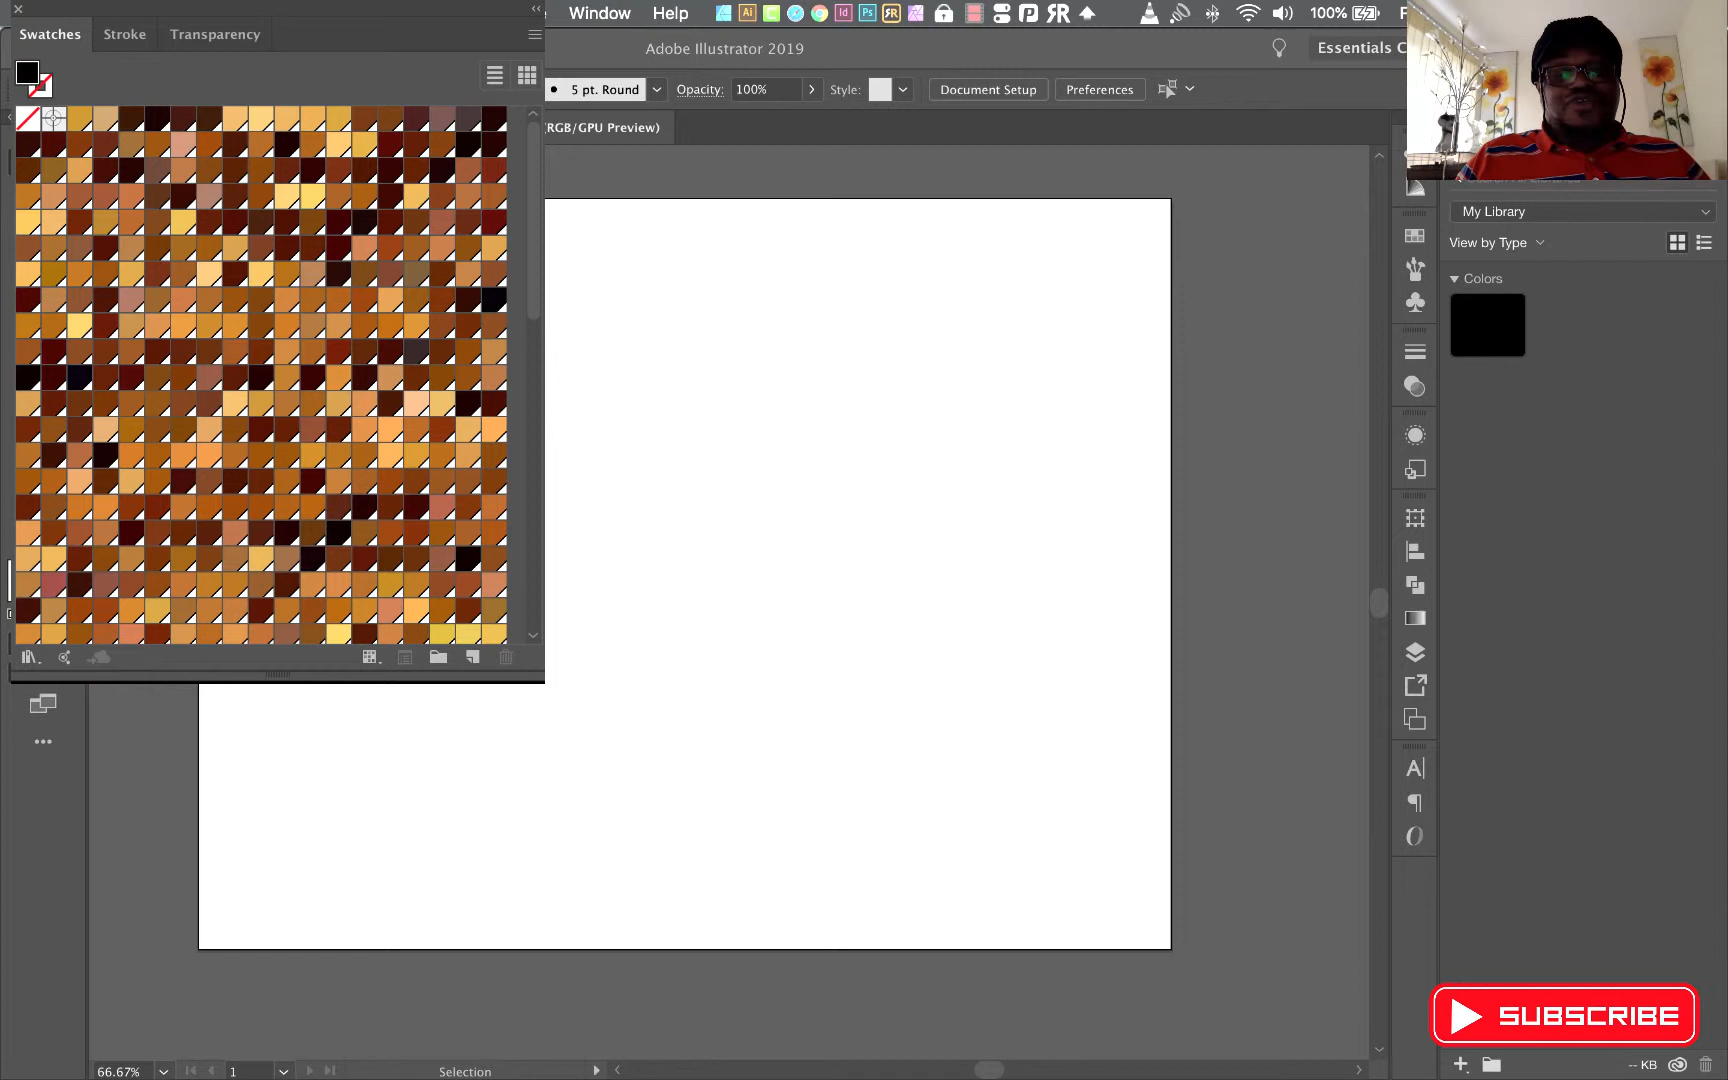 Window Help
100%
Swatches Stroke Transparency
Adobe Illustrator 2019
Essentials C
5 pt. Round
Opacity: 100%
Style:
Document Setup
Preferences
(RGB/GPU Preview)
My Library
View by Type
Colors
SUBSCRIBE
66.67%
1
Selection
-- KB